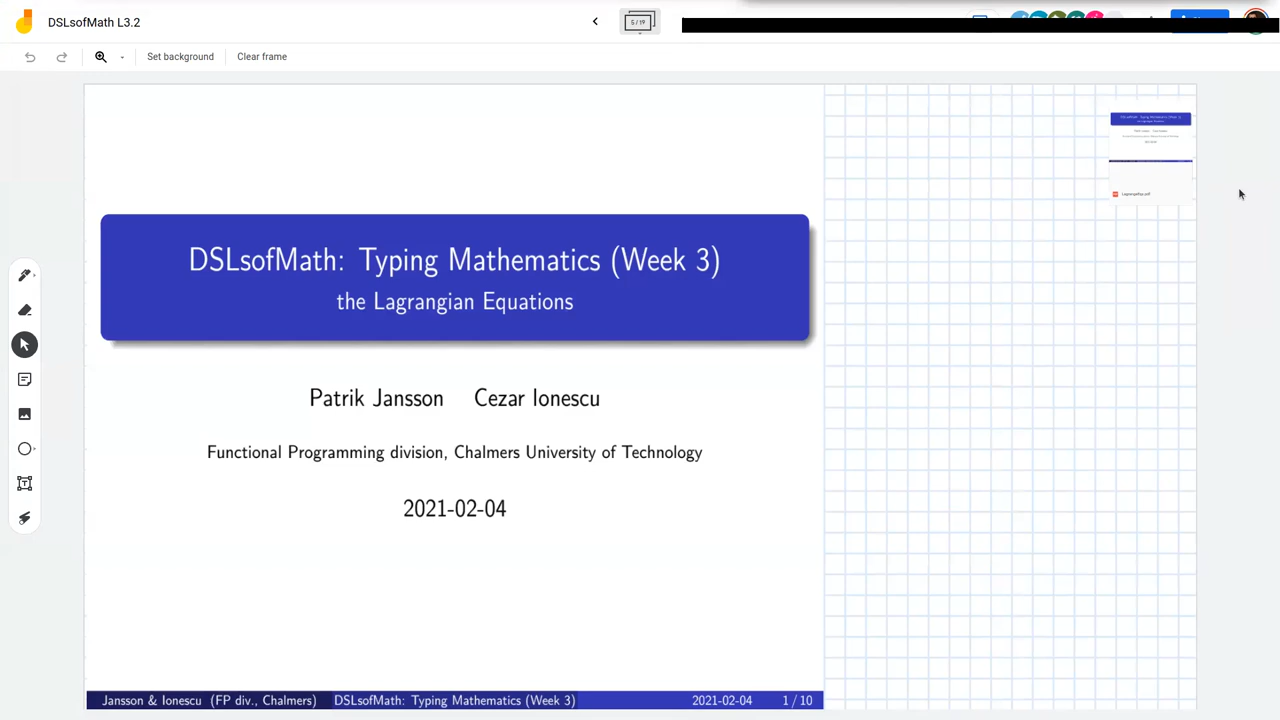 DSLsofMath L3.2
5 / 19
Set background
Clear frame
DSLsofMath: Typing Mathematics (Week 3)
the Lagrangian Equations
Patrik Jansson Cezar Ionescu
Functional Programming division, Chalmers University of Technology
2021-02-04
Jansson & Ionescu (FP div., Chalmers) DSLsofMath: Typing Mathematics (Week 3) 2021-02-04 1 / 10